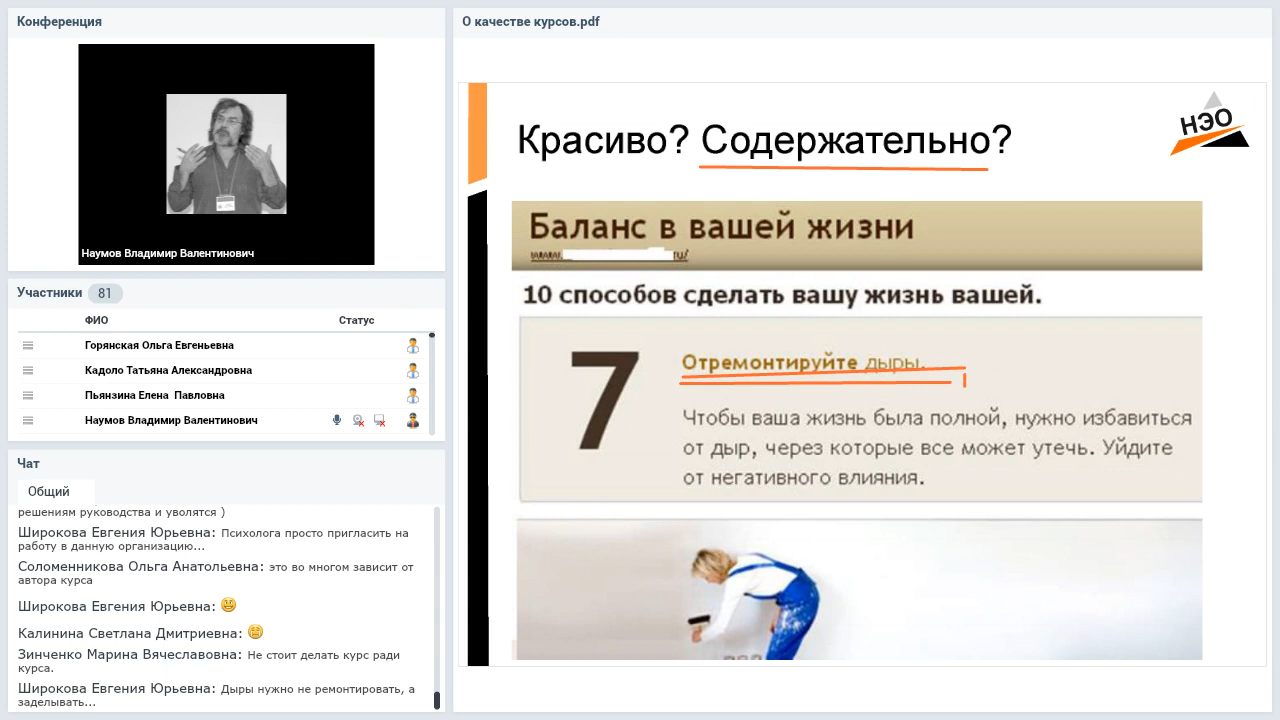 Конференция
Наумов Владимир Валентинович
Участники 81
ФИО Статус
Горянская Ольга Евгеньевна
Кадоло Татьяна Александровна
Пьянзина Елена Павловна
Наумов Владимир Валентинович
Чат
Общий
решениям руководства и уволятся )
Широкова Евгения Юрьевна: Психолога просто пригласить на
работу в данную организацию...
Соломенникова Ольга Анатольевна: это во многом зависит от
автора курса
Широкова Евгения Юрьевна:
Калинина Светлана Дмитриевна:
Зинченко Марина Вячеславовна: Не стоит делать курс ради
курса.
Широкова Евгения Юрьевна: Дыры нужно не ремонтировать, а
заделывать...
О качестве курсов.pdf
НЭО
Красиво? Содержательно?
Баланс в вашей жизни
www. ru/
10 способов сделать вашу жизнь вашей.
7
Отремонтируйте дыры.
Чтобы ваша жизнь была полной, нужно избавиться
от дыр, через которые все может утечь. Уйдите
от негативного влияния.